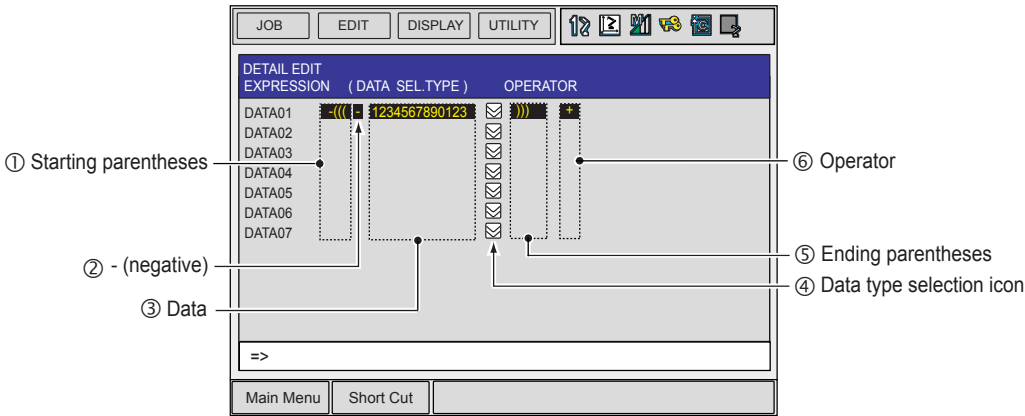 JOB EDIT DISPLAY UTILITY
DETAIL EDIT
EXPRESSION ( DATA SEL.TYPE ) OPERATOR
DATA01 -((( - 1234567890123 ))) +
DATA02
DATA03
DATA04
DATA05
DATA06
DATA07
① Starting parentheses
② - (negative)
③ Data
⑥ Operator
⑤ Ending parentheses
④ Data type selection icon
=>
Main Menu Short Cut